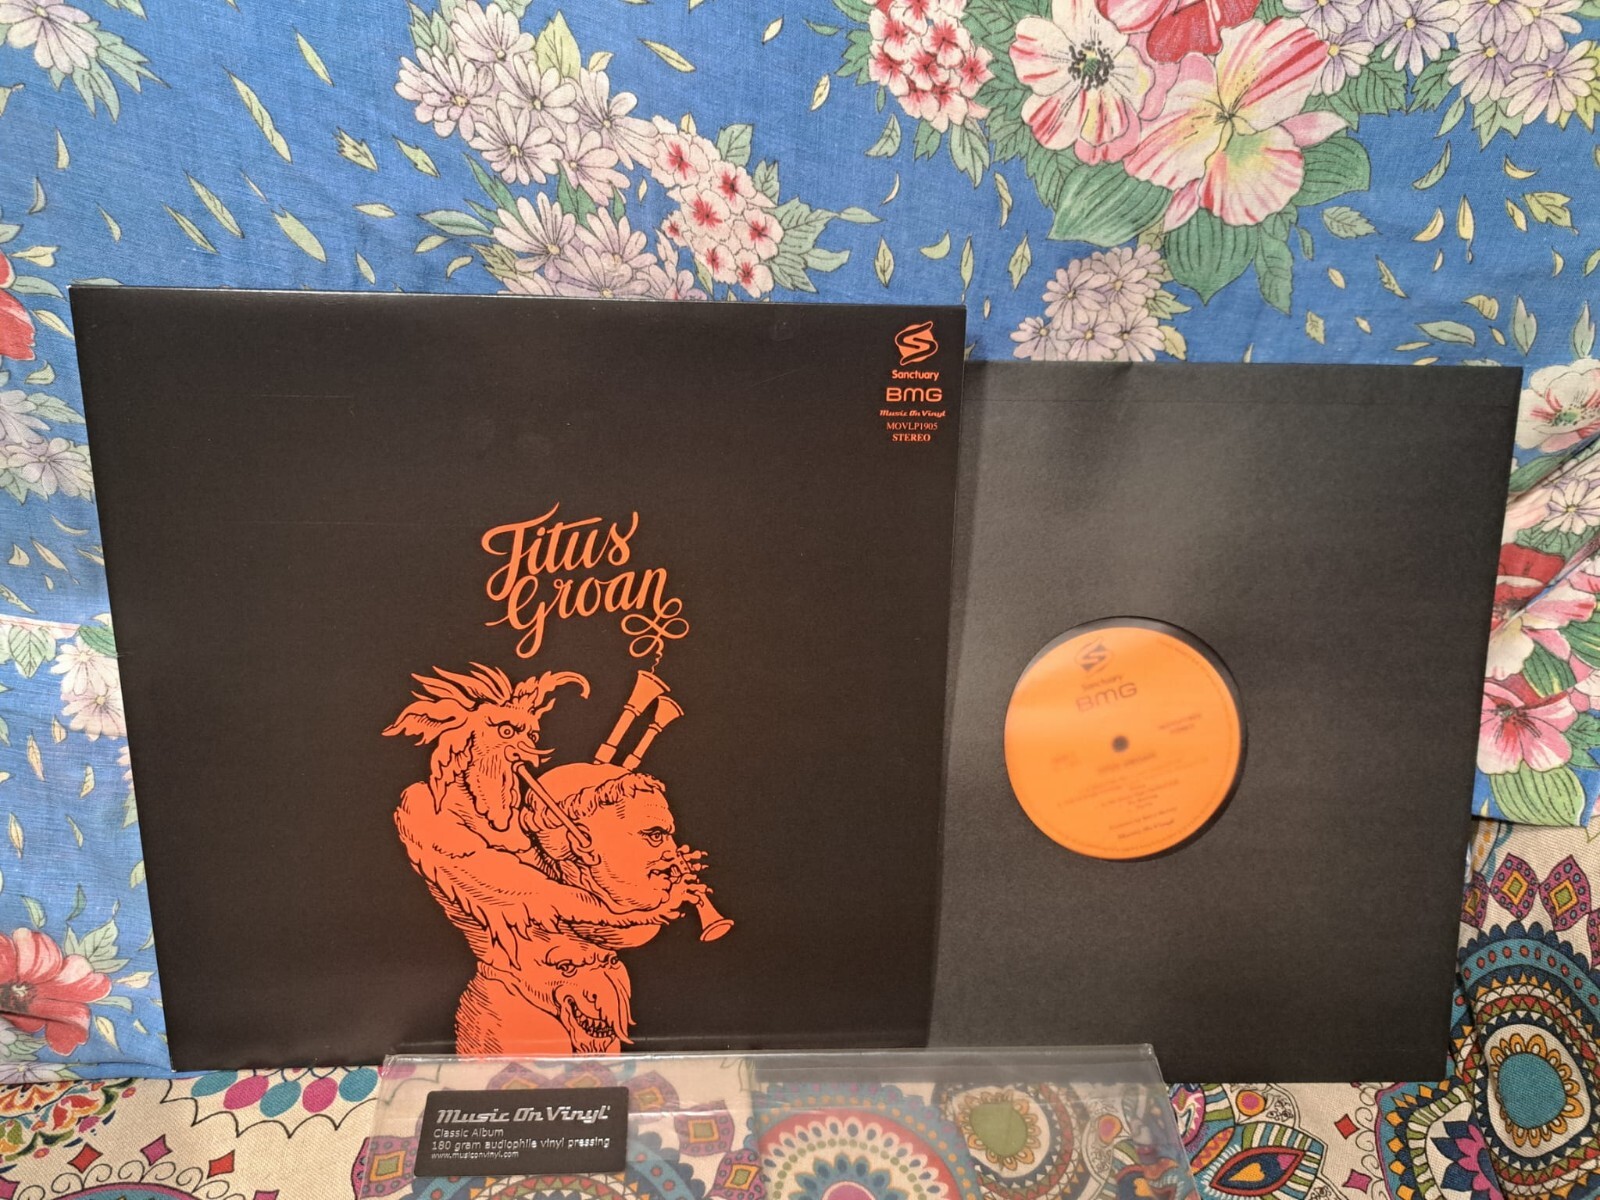 Sanctuary
BMG
Music On Vinyl
MOVLP1905
STEREO
Titus
Groan
Sanctuary
BMG
Music On Vinyl
Classic Album
180 gram audiophile vinyl pressing
www.musiconvinyl.com